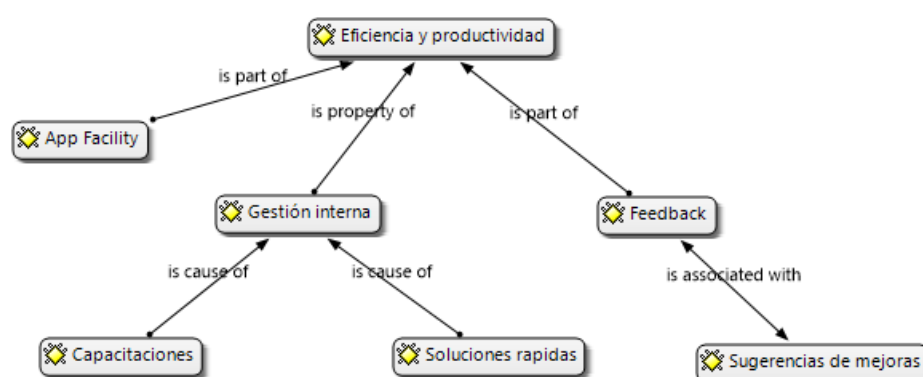 Eficiencia y productividad
is part of
is property of
is part of
App Facility
Gestión interna
Feedback
is cause of
is cause of
is associated with
Capacitaciones
Soluciones rapidas
Sugerencias de mejoras